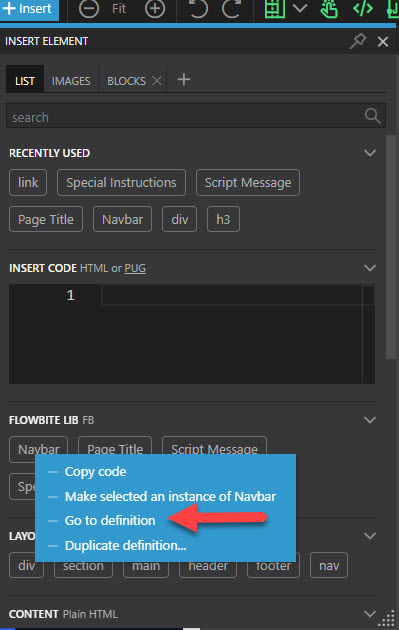 + Insert Fit
INSERT ELEMENT
LIST IMAGES BLOCKS
search
RECENTLY USED
link Special Instructions Script Message
Page Title Navbar div h3
INSERT CODE HTML or PUG
1
FLOWBITE LIB FB
Navbar Page Title Script Message
Spe
Copy code
Make selected an instance of Navbar
Go to definition
Duplicate definition...
LAYO
div section main header footer nav
CONTENT Plain HTML